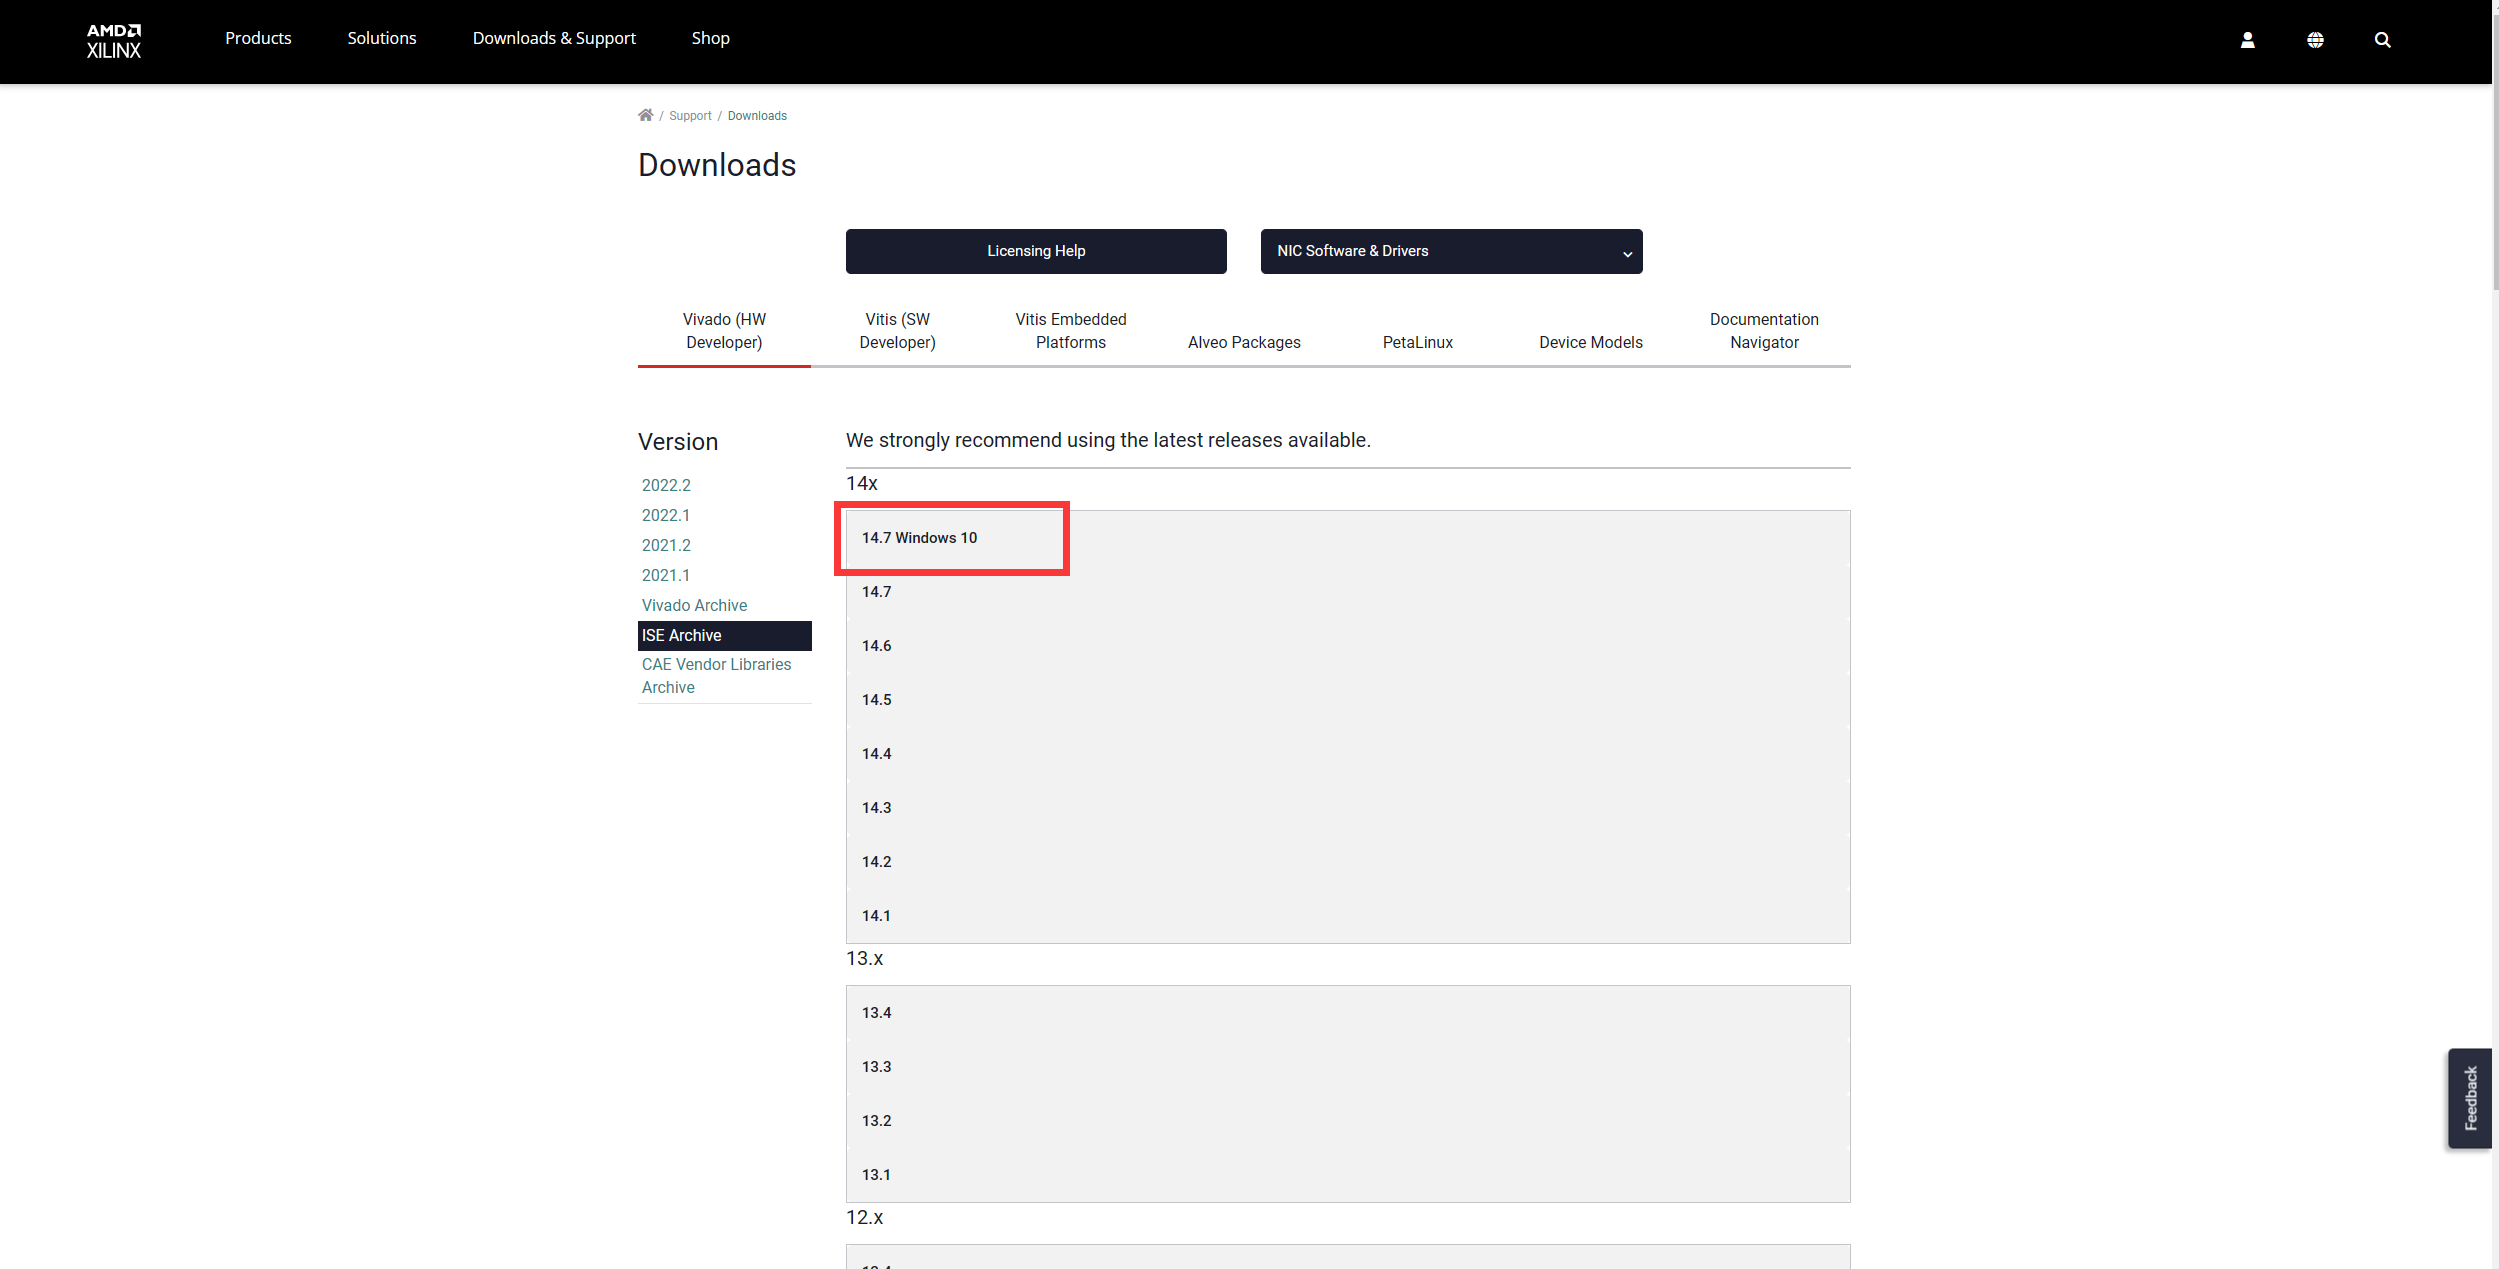 AMD
XILINX
Products
Solutions
Downloads & Support
Shop
/ Support / Downloads
Downloads
Licensing Help
NIC Software & Drivers
Vivado (HW
Developer)
Vitis (SW
Developer)
Vitis Embedded
Platforms
Alveo Packages
PetaLinux
Device Models
Documentation
Navigator
Version
2022.2
2022.1
2021.2
2021.1
Vivado Archive
ISE Archive
CAE Vendor Libraries
Archive
We strongly recommend using the latest releases available.
14x
14.7 Windows 10
14.7
14.6
14.5
14.4
14.3
14.2
14.1
13.x
13.4
13.3
13.2
13.1
12.x
Feedback